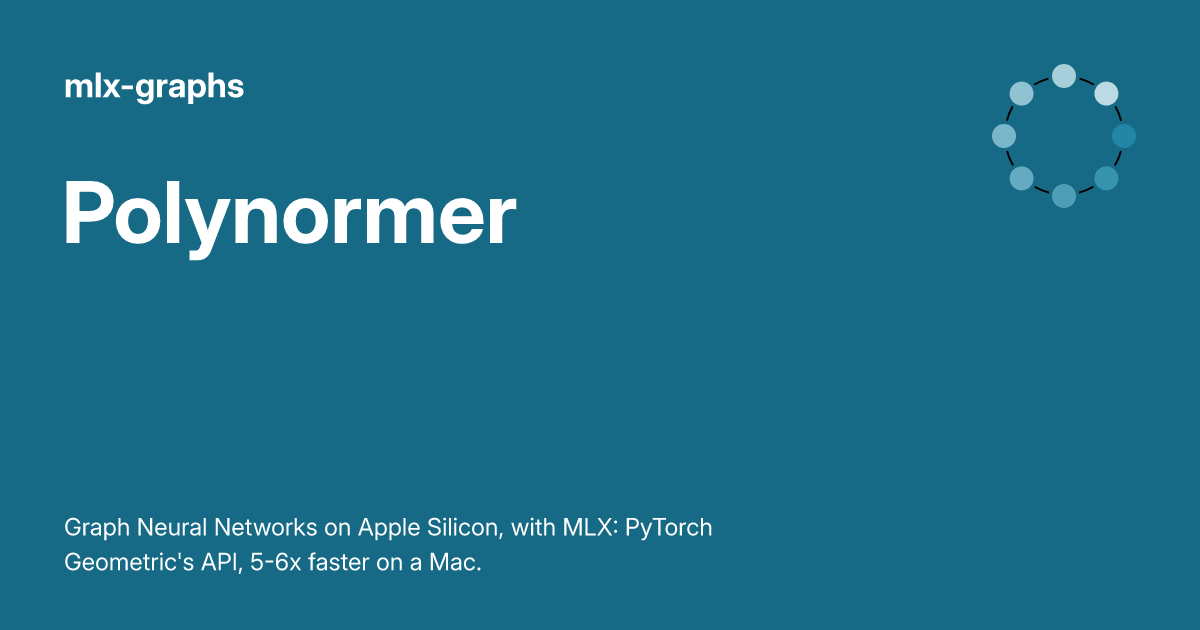 mlx-graphs
Polynormer
Graph Neural Networks on Apple Silicon, with MLX: PyTorch
Geometric's API, 5-6x faster on a Mac.